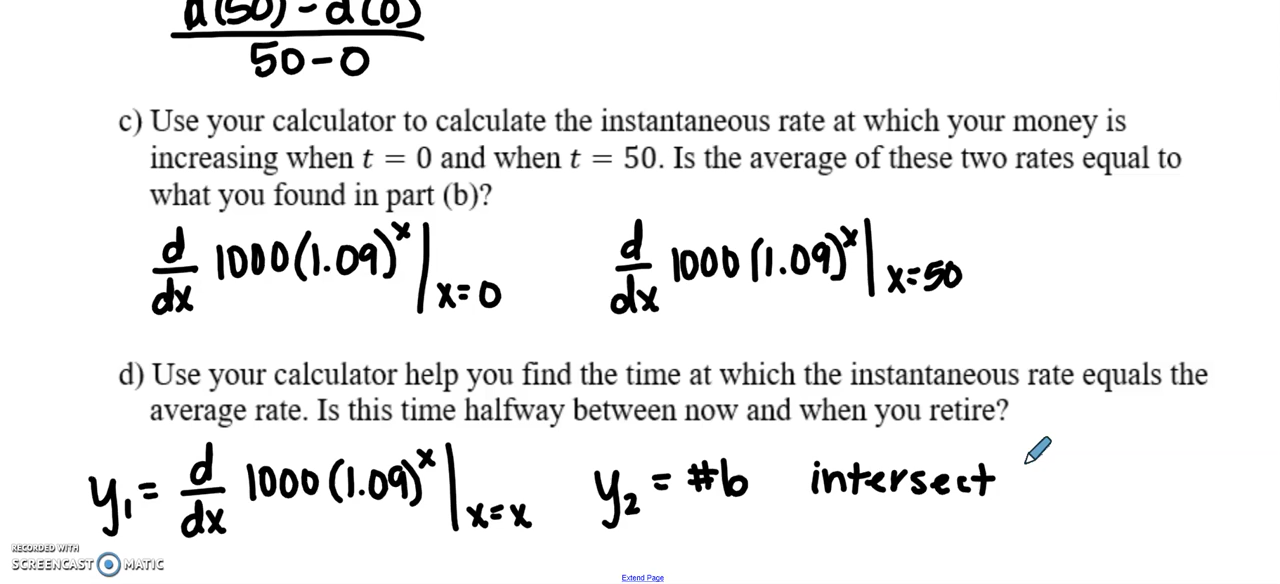 d(50) - d(0)
50-0
c) Use your calculator to calculate the instantaneous rate at which your money is
increasing when t = 0 and when t = 50. Is the average of these two rates equal to
what you found in part (b)?
d/dx 1000(1.09)^x | x=0    d/dx 1000(1.09)^x | x=50
d) Use your calculator help you find the time at which the instantaneous rate equals the
average rate. Is this time halfway between now and when you retire?
y₁ = d/dx 1000(1.09)^x | x=x    y₂ = #b    intersect
RECORDED WITH
SCREENCAST MATIC
Extend Page